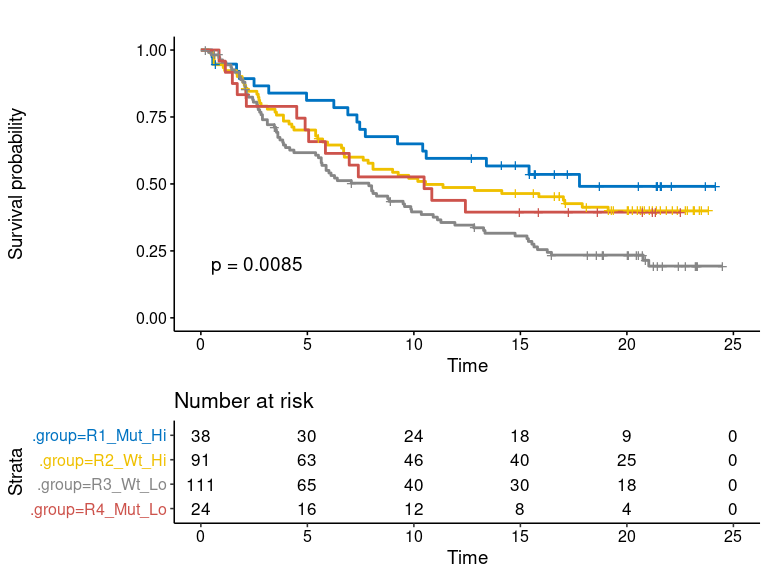 1.00
0.75
0.50
0.25
0.00
Survival probability
p = 0.0085
0 5 10 15 20 25
Time
Number at risk
Strata
.group=R1_Mut_Hi 38 30 24 18 9 0
.group=R2_Wt_Hi 91 63 46 40 25 0
.group=R3_Wt_Lo 111 65 40 30 18 0
.group=R4_Mut_Lo 24 16 12 8 4 0
0 5 10 15 20 25
Time